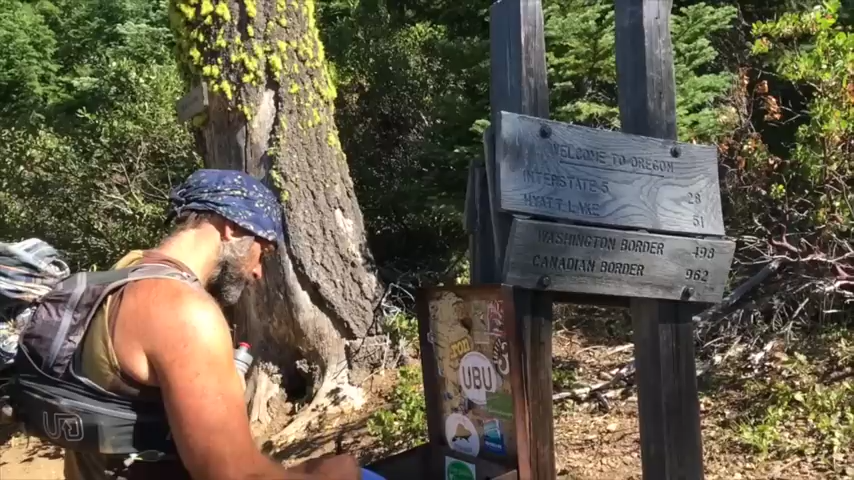 WELCOME TO OREGON
INTERSTATE 5 28
HYATT LAKE 51
WASHINGTON BORDER 498
CANADIAN BORDER 962
UBU
UD